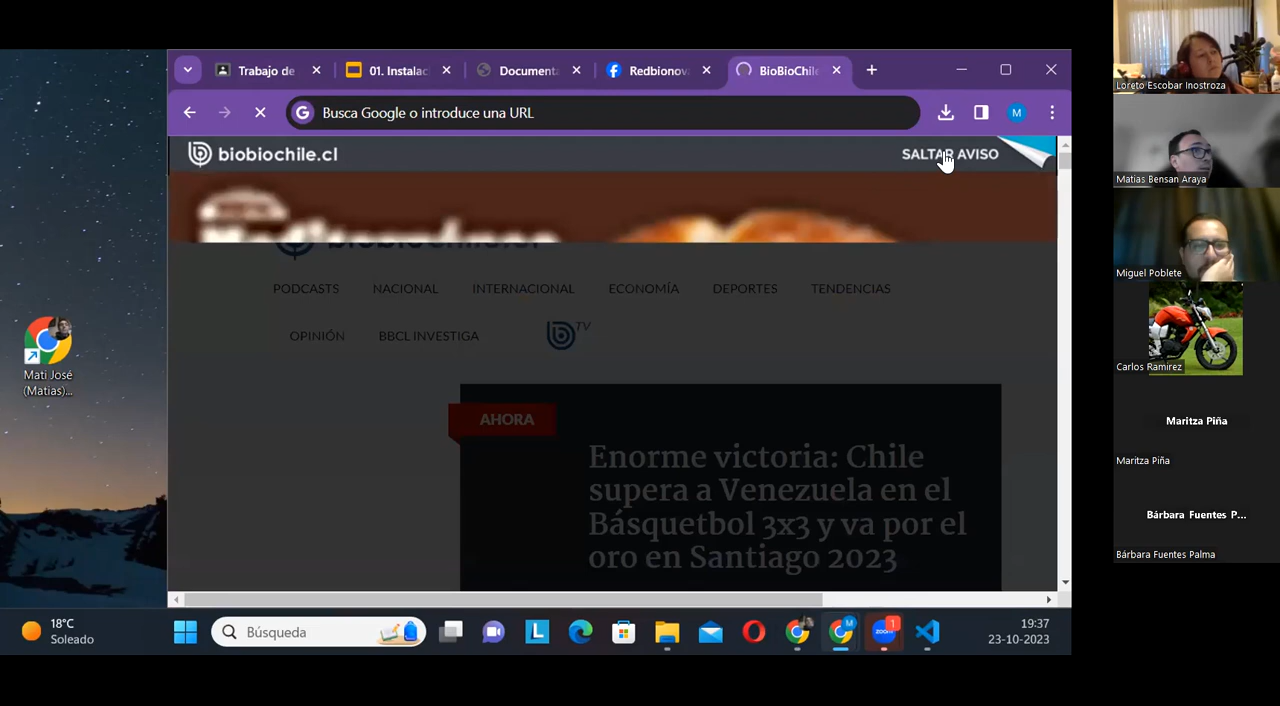 Trabajo de
01. Instalac
Document
Redbionov
BioBioChile
Busca Google o introduce una URL
M
biobiochile.cl
SALTAR AVISO
PODCASTS NACIONAL INTERNACIONAL ECONOMÍA DEPORTES TENDENCIAS
OPINIÓN BBCL INVESTIGA TV
AHORA
Enorme victoria: Chile
supera a Venezuela en el
Básquetbol 3x3 y va por el
oro en Santiago 2023
Mati José
(Matias)...
18°C
Soleado
Búsqueda
L
zoom
1
19:37
23-10-2023
Loreto Escobar Inostroza
Matias Bensan Araya
Miguel Poblete
Carlos Ramirez
Maritza Piña
Maritza Piña
Bárbara Fuentes P...
Bárbara Fuentes Palma